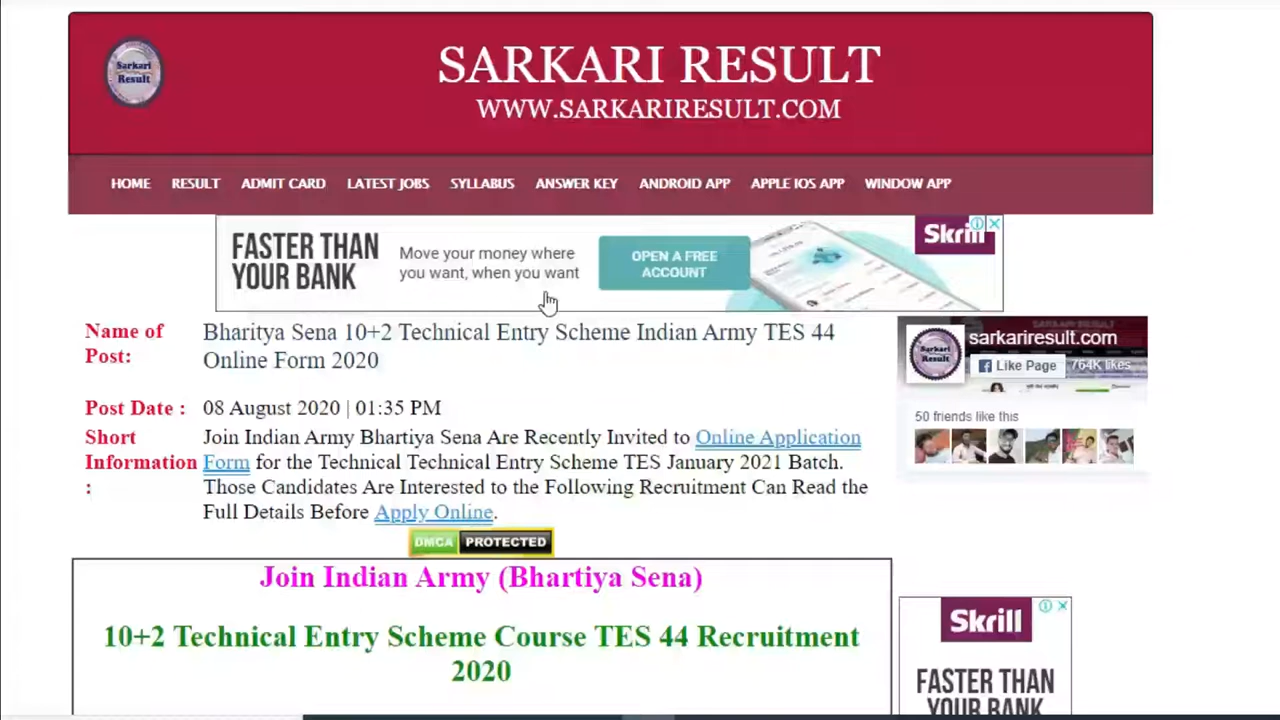 Sarkari
Result
SARKARI RESULT
WWW.SARKARIRESULT.COM
HOME RESULT ADMIT CARD LATEST JOBS SYLLABUS ANSWER KEY ANDROID APP APPLE IOS APP WINDOW APP
FASTER THAN
YOUR BANK
Move your money where
you want, when you want
OPEN A FREE
ACCOUNT
Skrill
Name of
Post:
Bharitya Sena 10+2 Technical Entry Scheme Indian Army TES 44
Online Form 2020
Post Date : 08 August 2020 | 01:35 PM
Short
Information
:
Join Indian Army Bhartiya Sena Are Recently Invited to Online Application
Form for the Technical Technical Entry Scheme TES January 2021 Batch.
Those Candidates Are Interested to the Following Recruitment Can Read the
Full Details Before Apply Online.
DMCA PROTECTED
Sarkari
Result
sarkariresult.com
Like Page
764K likes
50 friends like this
Join Indian Army (Bhartiya Sena)
10+2 Technical Entry Scheme Course TES 44 Recruitment
2020
Skrill
FASTER THAN
YOUR BANK